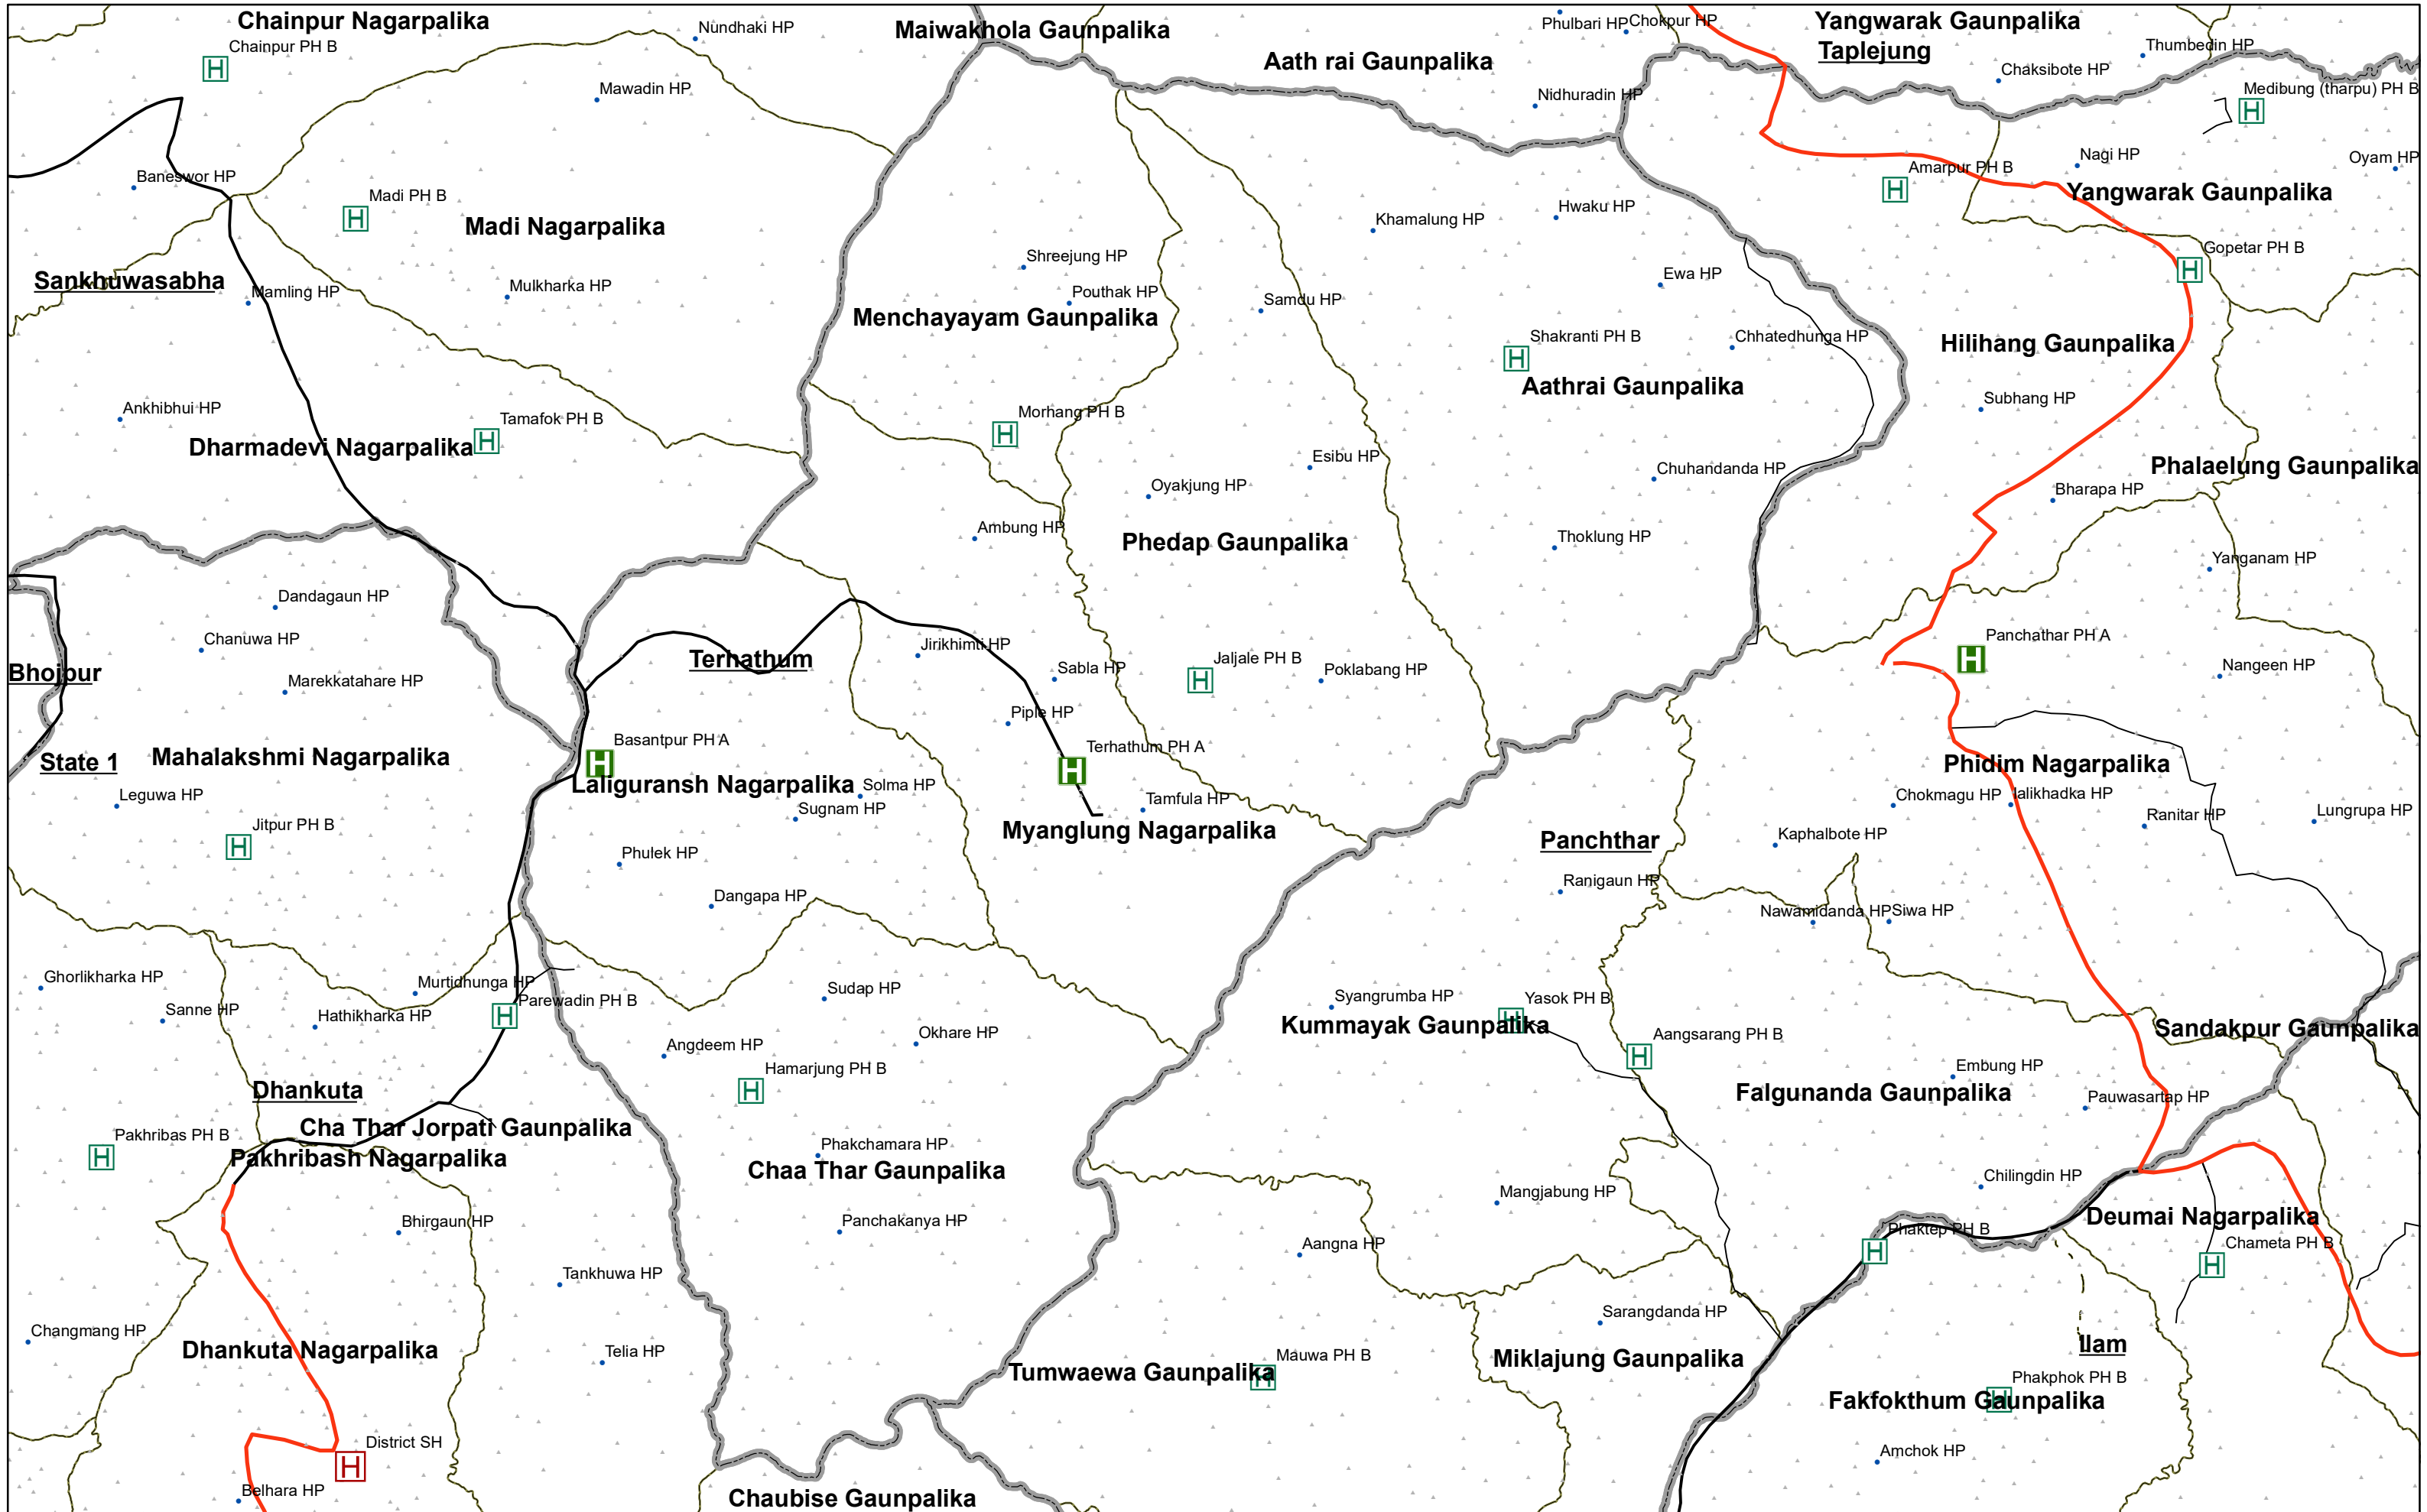 Chainpur Nagarpalika
Chainpur PH B
Nundhaki HP
Maiwakhola Gaunpalika
Phulbari HP
Chokpur HP
Yangwarak Gaunpalika
Taplejung
Thumbedin HP
Aath rai Gaunpalika
Chaksibote HP
Mawadin HP
Nidhuradin HP
Medibung (tharpu) PH B
Baneswor HP
Madi PH B
Madi Nagarpalika
Amarpur PH B
Nagi HP
Oyam HP
Yangwarak Gaunpalika
Khamalung HP
Hwaku HP
Gopetar PH B
Sankhuwasabha
Mamling HP
Mulkharka HP
Shreejung HP
Pouthak HP
Menchayayam Gaunpalika
Samdu HP
Ewa HP
Shakranti PH B
Chhatedhunga HP
Hilihang Gaunpalika
Aathrai Gaunpalika
Subhang HP
Ankhibhui HP
Dharmadevi Nagarpalika
Tamafok PH B
Morhang PH B
Esibu HP
Chuhandanda HP
Phalaelung Gaunpalika
Oyakjung HP
Bharapa HP
Ambung HP
Phedap Gaunpalika
Thoklung HP
Yanganam HP
Dandagaun HP
Chanuwa HP
Bhojpur
Marekkatahare HP
Terhathum
Jirikhimti HP
Sabla HP
Jaljale PH B
Poklabang HP
Panchathar PH A
Nangeen HP
Piple HP
State 1
Mahalakshmi Nagarpalika
Basantpur PH A
Terhathum PH A
Phidim Nagarpalika
Laliguransh Nagarpalika
Solma HP
Leguwa HP
Sugnam HP
Tamfula HP
Chokmagu HP
Ialikhadka HP
Ranitar HP
Lungrupa HP
Jitpur PH B
Myanglung Nagarpalika
Panchthar
Kaphalbote HP
Phulek HP
Dangapa HP
Ranigaun HP
Nawamidanda HP
Siwa HP
Ghorlikharka HP
Murtidhunga HP
Parewadin PH B
Sudap HP
Syangrumba HP
Yasok PH B
Sanne HP
Hathikharka HP
Kummayak Gaunpalika
Sandakpur Gaunpalika
Angdeem HP
Okhare HP
Aangsarang PH B
Hamarjung PH B
Embung HP
Dhankuta
Falgunanda Gaunpalika
Pauwasartap HP
Cha Thar Jorpati Gaunpalika
Pakhribas PH B
Pakhribash Nagarpalika
Phakchamara HP
Chaa Thar Gaunpalika
Chilingdin HP
Mangjabung HP
Bhirgaun HP
Panchakanya HP
Phaktep PH B
Deumai Nagarpalika
Aangna HP
Chameta PH B
Tankhuwa HP
Sarangdanda HP
Changmang HP
Dhankuta Nagarpalika
Telia HP
Tumwaewa Gaunpalika
Mauwa PH B
Miklajung Gaunpalika
Ilam
Phakphok PH B
Fakfokthum Gaunpalika
District SH
Amchok HP
Belhara HP
Chaubise Gaunpalika